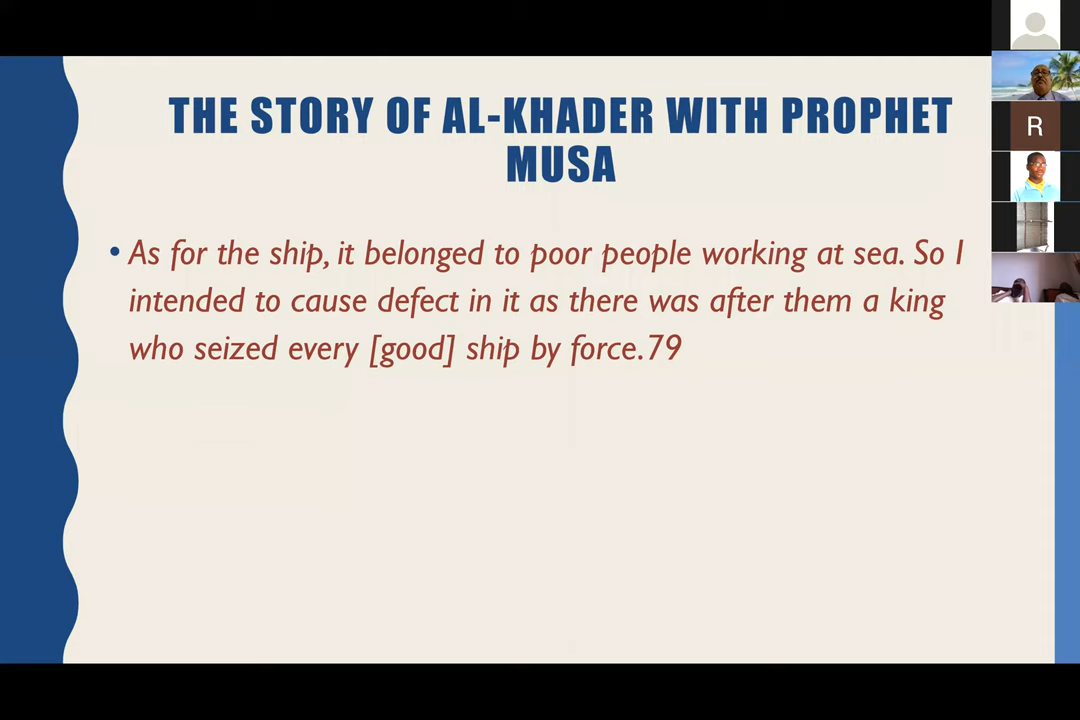 THE STORY OF AL-KHADER WITH PROPHET
MUSA
• As for the ship, it belonged to poor people working at sea. So I
intended to cause defect in it as there was after them a king
who seized every [good] ship by force.79
R